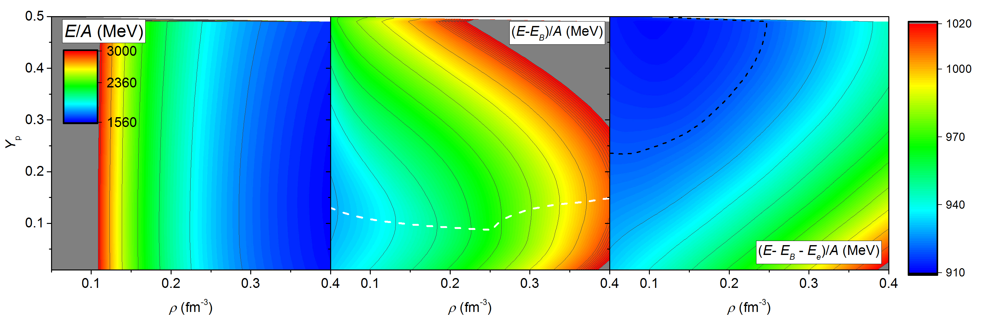 0.5
0.4
0.3
0.2
0.1
Yp
E/A (MeV)
3000
2360
1560
(E-EB)/A (MeV)
(E- EB - Ee)/A (MeV)
1020
1000
970
940
910
0.1 0.2 0.3 0.4 0.1 0.2 0.3 0.4 0.1 0.2 0.3 0.4
ρ (fm-3) ρ (fm-3) ρ (fm-3)